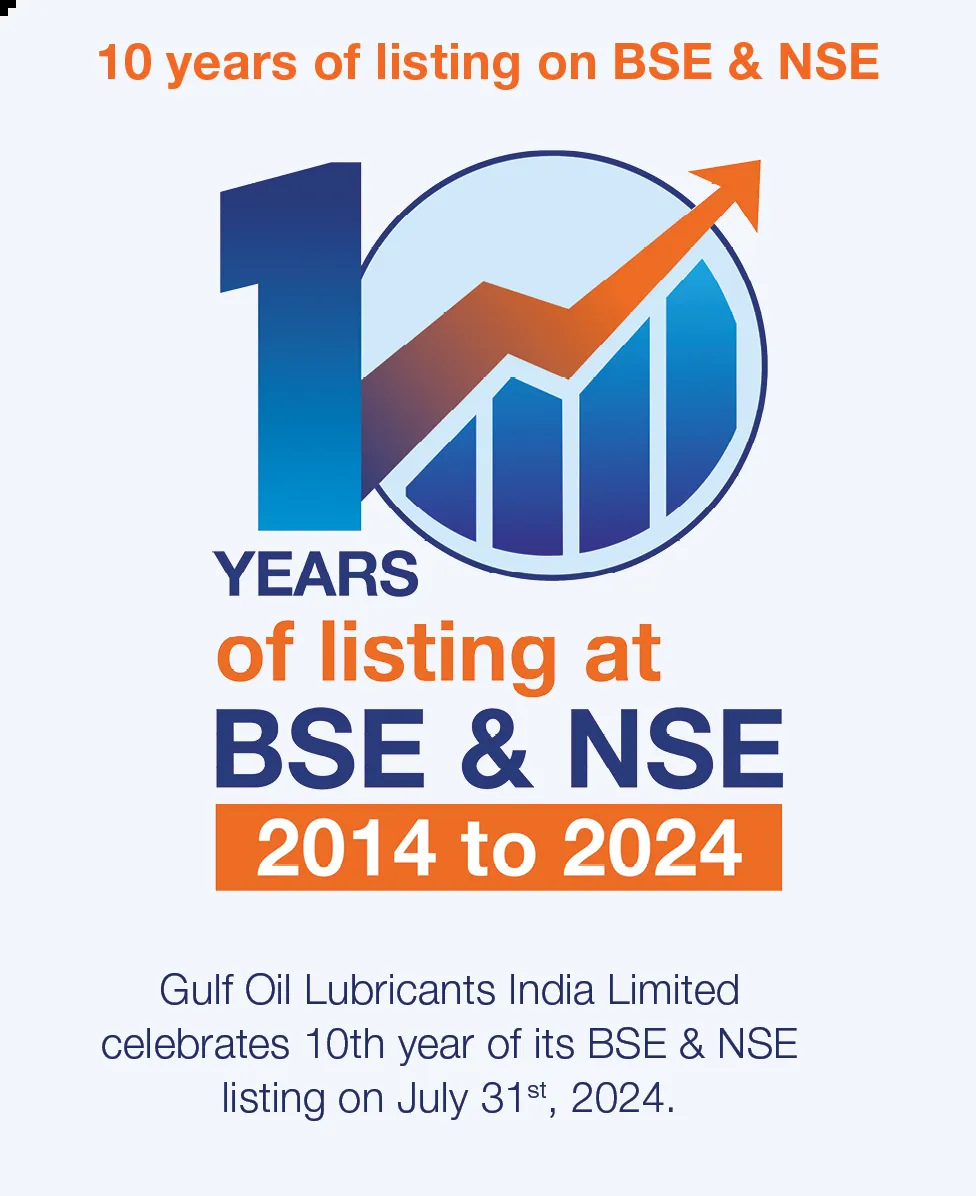 10 years of listing on BSE & NSE
10
YEARS
of listing at
BSE & NSE
2014 to 2024
Gulf Oil Lubricants India Limited
celebrates 10th year of its BSE & NSE
listing on July 31st, 2024.